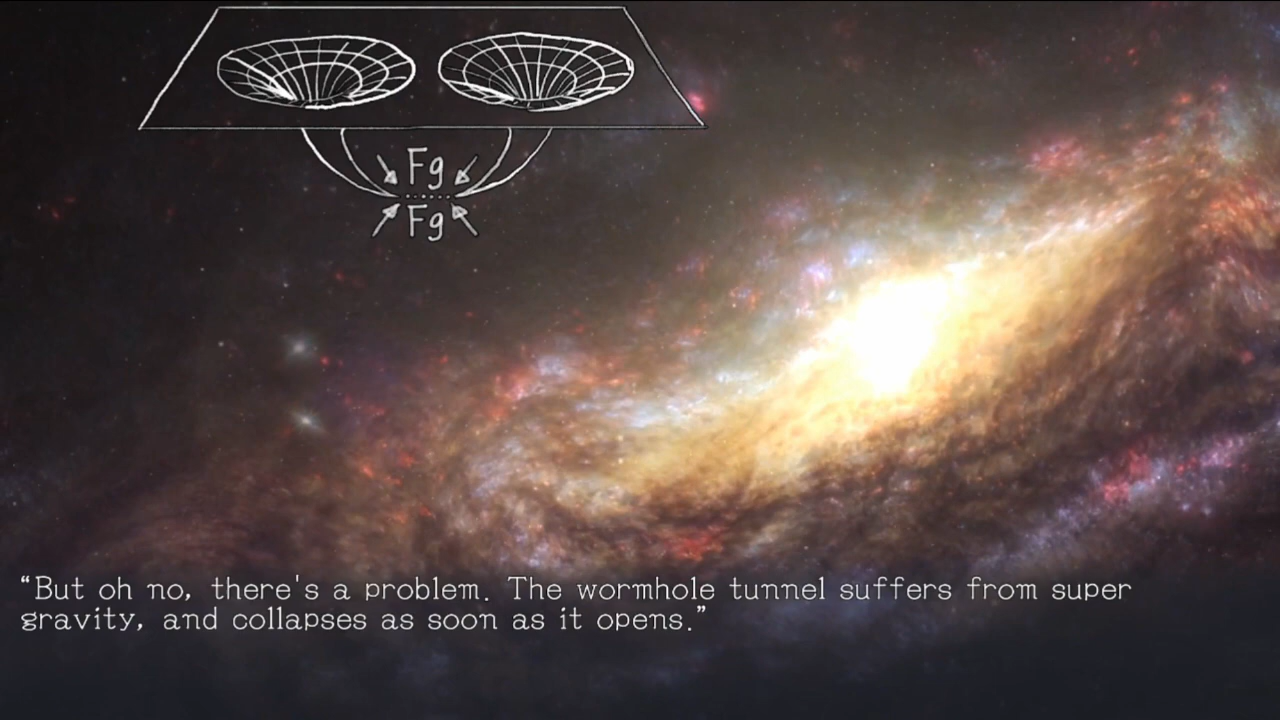 Fg
Fg
“But oh no, there's a problem. The wormhole tunnel suffers from super
gravity, and collapses as soon as it opens.”